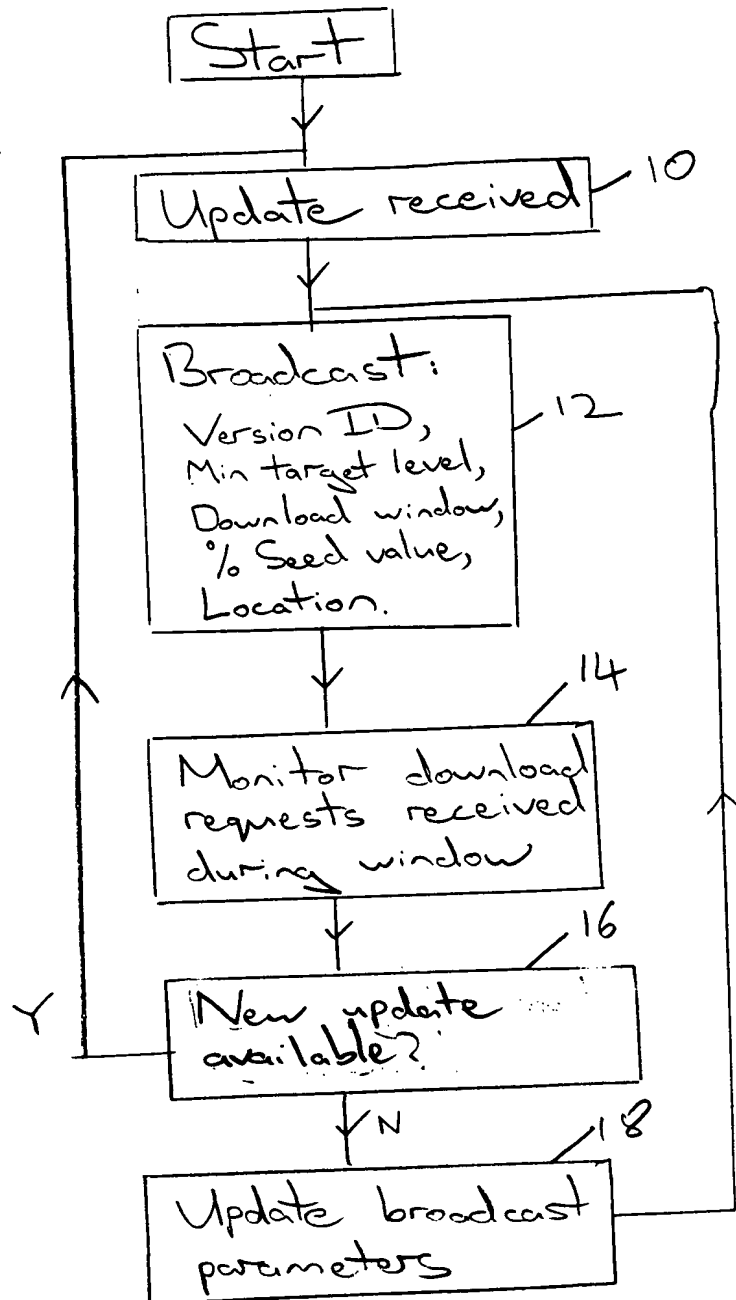 Start
Update received
10
Broadcast:
Version ID,
Min target level,
Download window,
% Seed value,
Location.
12
Monitor download
requests received
during window
14
New update
available?
16
Y
N
Update broadcast
parameters
18